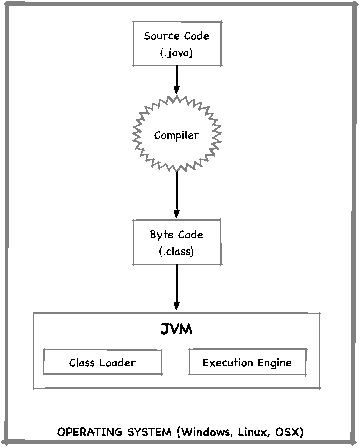 Source Code
(.java)
Compiler
Byte Code
(.class)
JVM
Class Loader
Execution Engine
OPERATING SYSTEM (Windows, Linux, OSX)